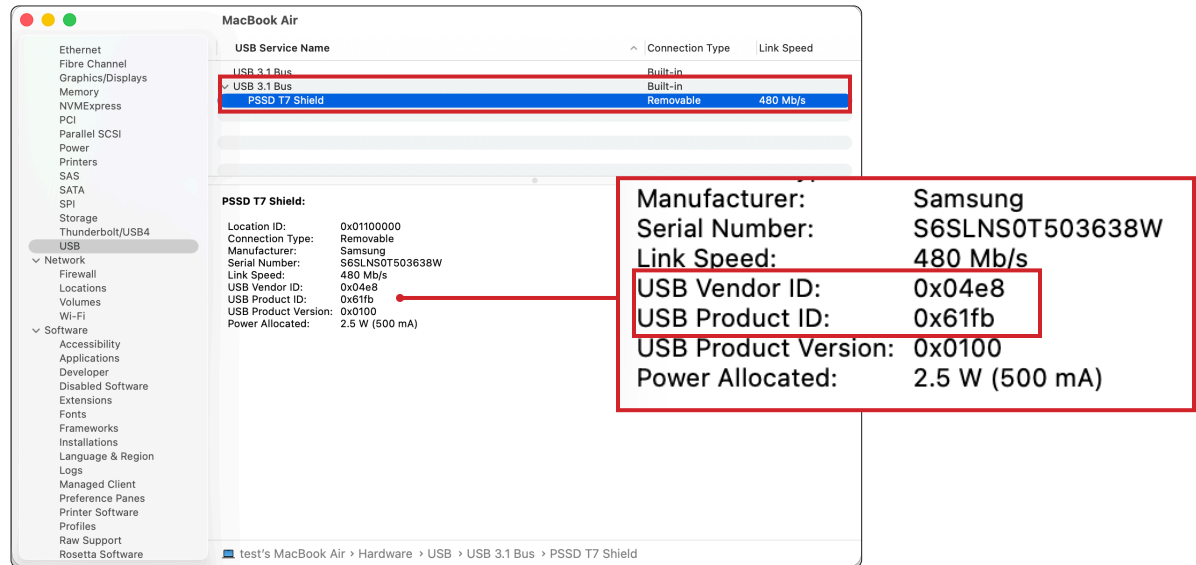 MacBook Air
Ethernet
Fibre Channel
Graphics/Displays
Memory
NVMExpress
PCI
Parallel SCSI
Power
Printers
SAS
SATA
SPI
Storage
Thunderbolt/USB4
USB
Network
Firewall
Locations
Volumes
Wi-Fi
Software
Accessibility
Applications
Developer
Disabled Software
Extensions
Fonts
Frameworks
Installations
Language & Region
Logs
Managed Client
Preference Panes
Printer Software
Profiles
Raw Support
Rosetta Software
USB Service Name Connection Type Link Speed
USB 3.1 Bus Built-in
USB 3.1 Bus Built-in
PSSD T7 Shield Removable 480 Mb/s
PSSD T7 Shield:
Location ID: 0x01100000
Connection Type: Removable
Manufacturer: Samsung
Serial Number: S6SLNS0T503638W
Link Speed: 480 Mb/s
USB Vendor ID: 0x04e8
USB Product ID: 0x61fb
USB Product Version: 0x0100
Power Allocated: 2.5 W (500 mA)
Manufacturer: Samsung
Serial Number: S6SLNS0T503638W
Link Speed: 480 Mb/s
USB Vendor ID: 0x04e8
USB Product ID: 0x61fb
USB Product Version: 0x0100
Power Allocated: 2.5 W (500 mA)
test's MacBook Air › Hardware › USB › USB 3.1 Bus › PSSD T7 Shield